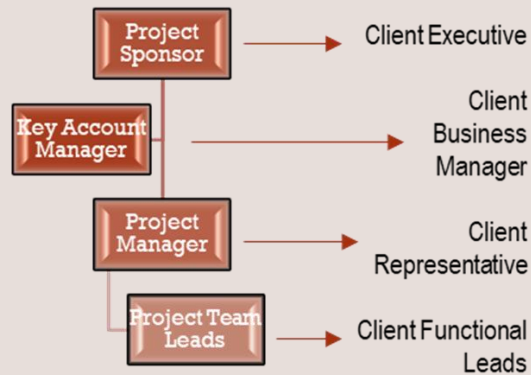 Project
Sponsor
Client Executive
Key Account
Manager
Client
Business
Manager
Project
Manager
Client
Representative
Project Team
Leads
Client Functional
Leads